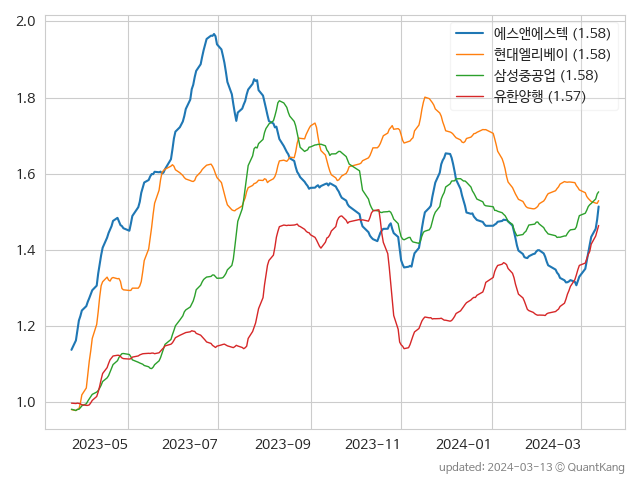 2.0
1.8
1.6
1.4
1.2
1.0
에스앤에스텍 (1.58)
현대엘리베이 (1.58)
삼성중공업 (1.58)
유한양행 (1.57)
2023-05 2023-07 2023-09 2023-11 2024-01 2024-03
updated: 2024-03-13 © QuantKang